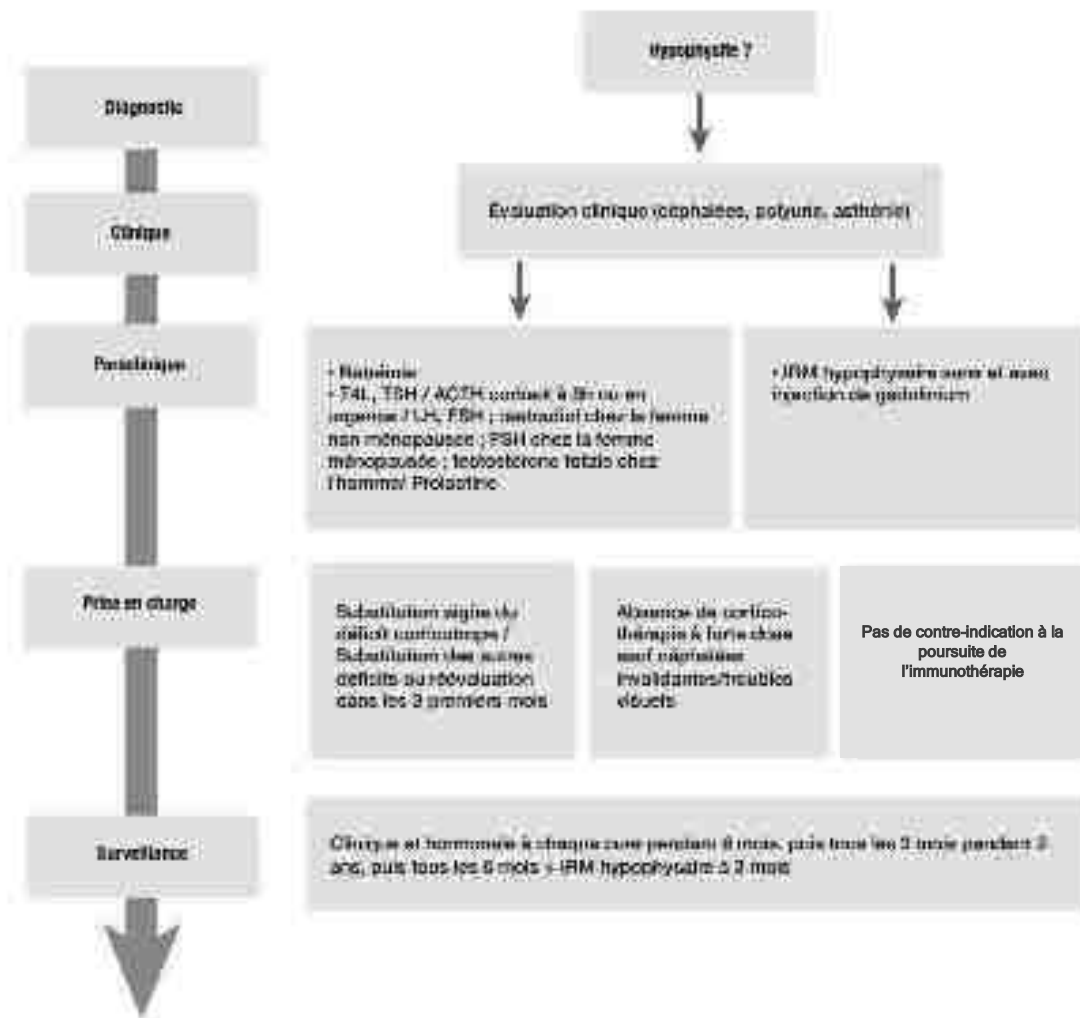 Hypophysite ?
Diagnostic
Évaluation clinique (céphalées, polyurie, asthénie)
Clinique
Paraclinique
• Natrémie
• T4L, TSH / ACTH cortisol à 8h ou en
urgence / LH, FSH ; oestradiol chez la femme
non ménopausée ; FSH chez la femme
ménopausée ; testostérone totale chez
l'homme/ Prolactine
• IRM hypophysaire sans et avec
injection de gadolinium
Prise en charge
Substitution du
déficit corticotrope /
Substitution des autres
déficits ou réévaluation
dans les 3 premiers mois
Absence de cortico-
thérapie à forte dose
sauf céphalées
invalidantes/troubles
visuels
Pas de contre-indication à la
poursuite de
l'immunothérapie
Surveillance
Clinique et hormonale à chaque cure pendant 6 mois, puis tous les 3 mois pendant 2
ans, puis tous les 6 mois + IRM hypophysaire à 3 mois